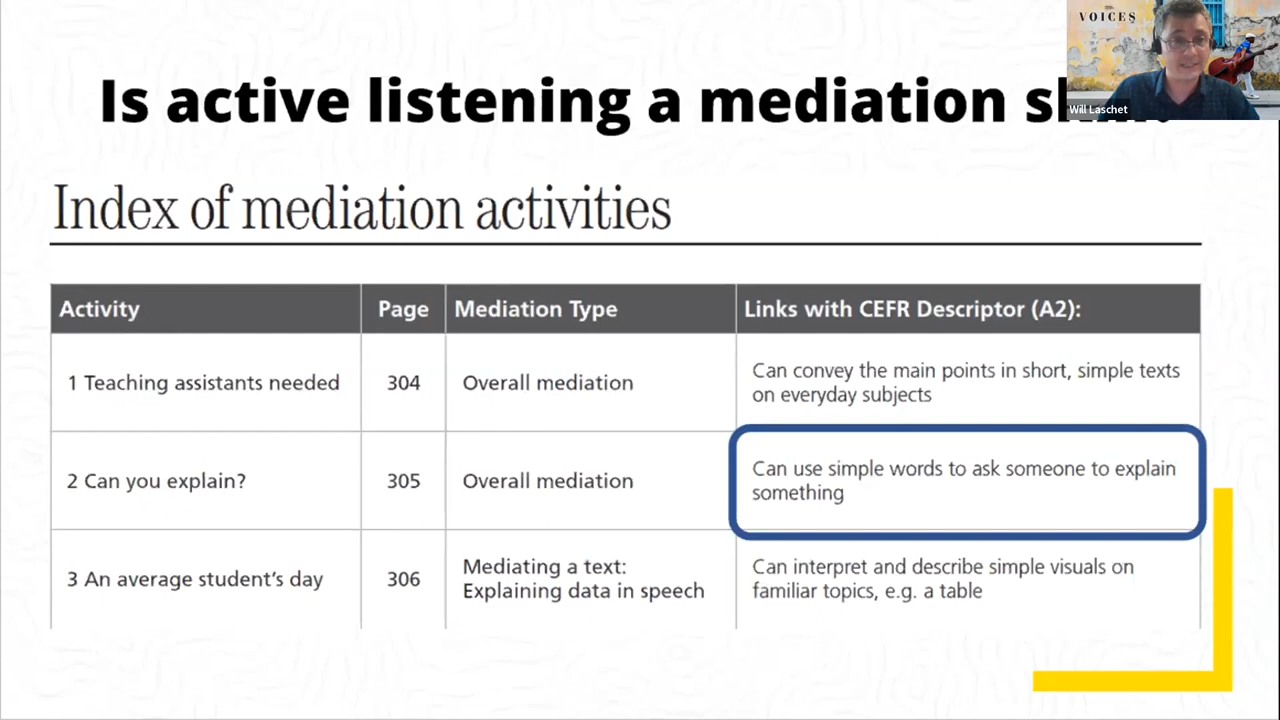 VOICES
Will Laschet
Is active listening a mediation
Index of mediation activities
Activity Page Mediation Type Links with CEFR Descriptor (A2):
1 Teaching assistants needed 304 Overall mediation Can convey the main points in short, simple texts
on everyday subjects
2 Can you explain? 305 Overall mediation Can use simple words to ask someone to explain
something
3 An average student's day 306 Mediating a text: Can interpret and describe simple visuals on
Explaining data in speech familiar topics, e.g. a table